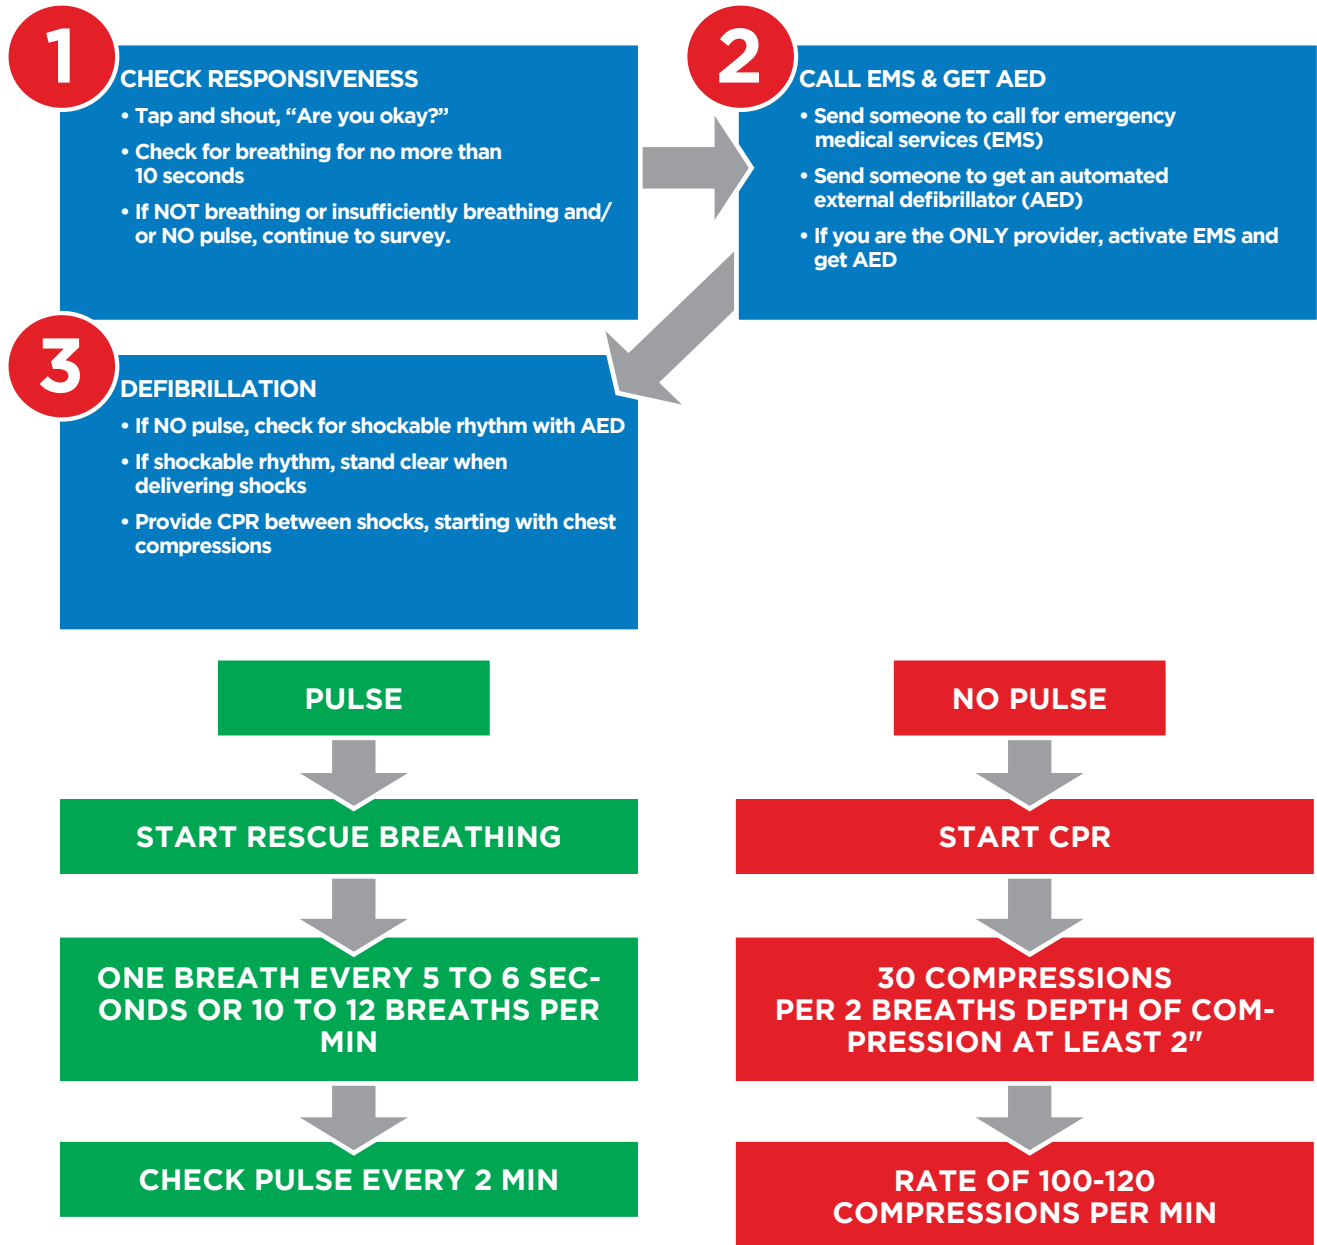 1
CHECK RESPONSIVENESS
• Tap and shout, “Are you okay?”
• Check for breathing for no more than
10 seconds
• If NOT breathing or insufficiently breathing and/
or NO pulse, continue to survey.
2
CALL EMS & GET AED
• Send someone to call for emergency
medical services (EMS)
• Send someone to get an automated
external defibrillator (AED)
• If you are the ONLY provider, activate EMS and
get AED
3
DEFIBRILLATION
• If NO pulse, check for shockable rhythm with AED
• If shockable rhythm, stand clear when
delivering shocks
• Provide CPR between shocks, starting with chest
compressions
PULSE
START RESCUE BREATHING
ONE BREATH EVERY 5 TO 6 SEC-
ONDS OR 10 TO 12 BREATHS PER
MIN
CHECK PULSE EVERY 2 MIN
NO PULSE
START CPR
30 COMPRESSIONS
PER 2 BREATHS DEPTH OF COM-
PRESSION AT LEAST 2"
RATE OF 100-120
COMPRESSIONS PER MIN